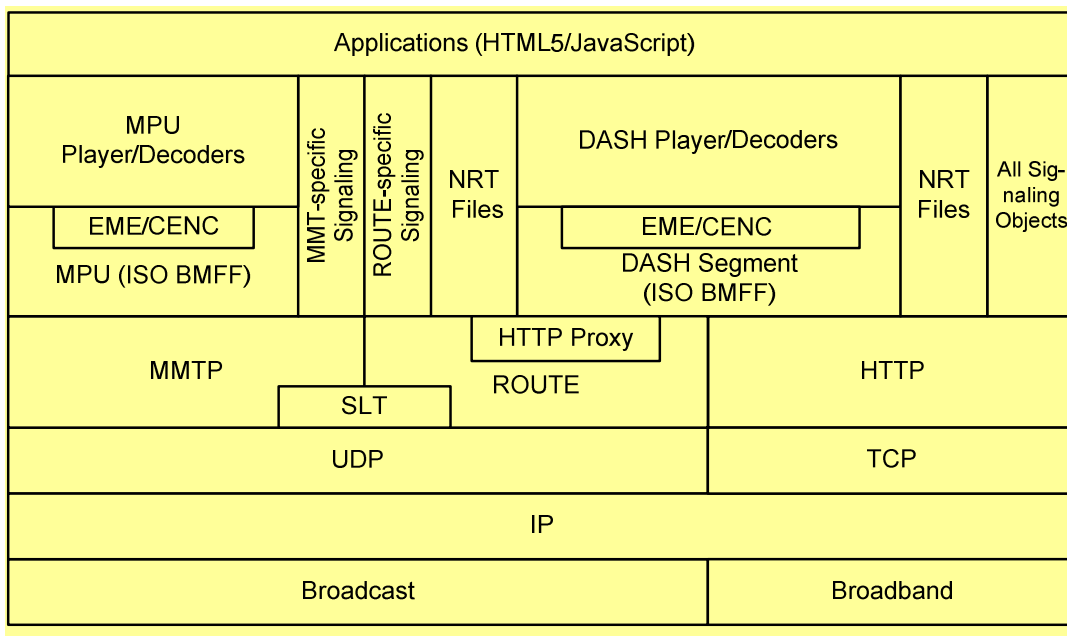 Applications (HTML5/JavaScript)
MPU
Player/Decoders
EME/CENC
MPU (ISO BMFF)
MMT-specific
Signaling
ROUTE-specific
Signaling
NRT
Files
DASH Player/Decoders
EME/CENC
DASH Segment
(ISO BMFF)
NRT
Files
All Sig-
naling
Objects
MMTP
SLT
HTTP Proxy
ROUTE
HTTP
UDP
TCP
IP
Broadcast
Broadband